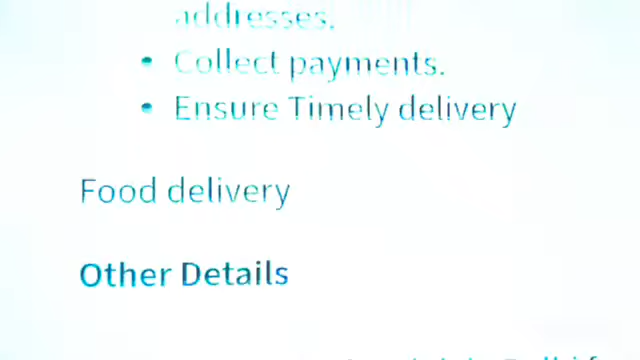 addresses.
• Collect payments.
• Ensure Timely delivery
Food delivery
Other Details